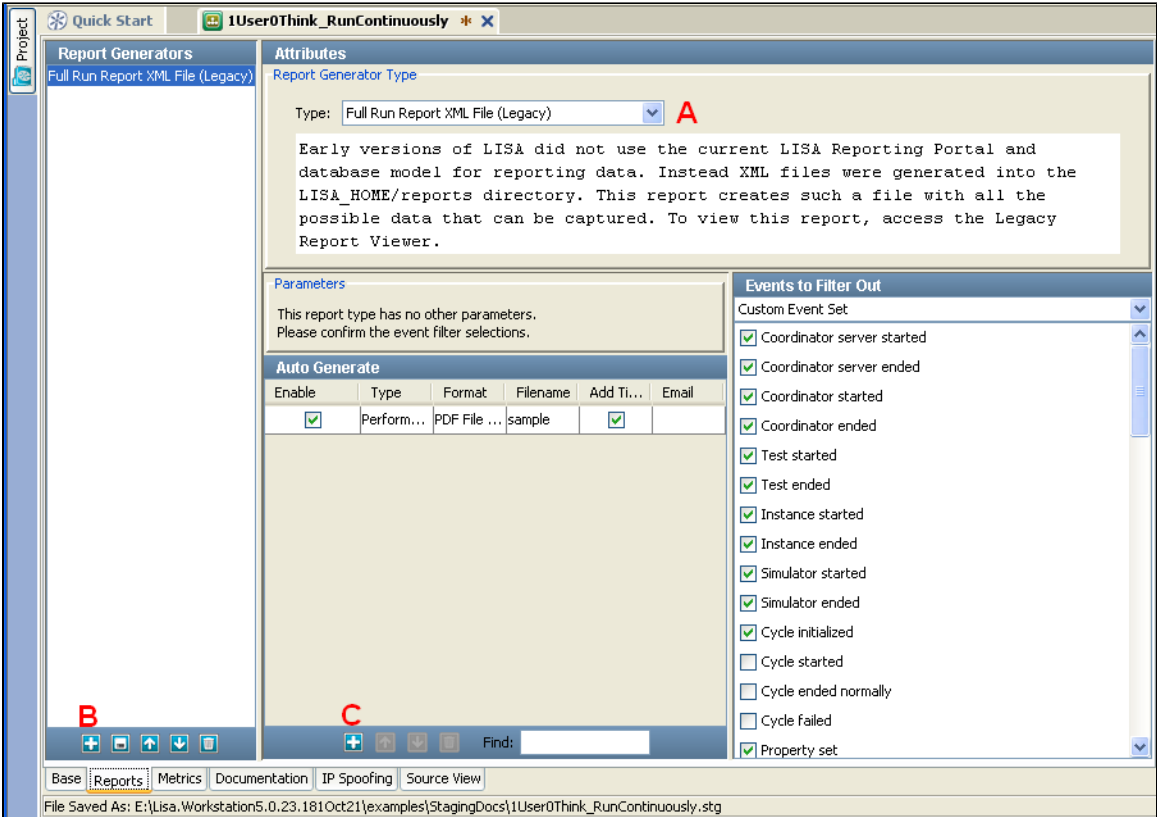 Project
Quick Start
1User0Think_RunContinuously *
Report Generators
Full Run Report XML File (Legacy)
Attributes
Report Generator Type
Type: Full Run Report XML File (Legacy) A
Early versions of LISA did not use the current LISA Reporting Portal and
database model for reporting data. Instead XML files were generated into the
LISA_HOME/reports directory. This report creates such a file with all the
possible data that can be captured. To view this report, access the Legacy
Report Viewer.
Parameters
This report type has no other parameters.
Please confirm the event filter selections.
Auto Generate
Enable Type Format Filename Add Ti... Email
Perform... PDF File ... sample
Events to Filter Out
Custom Event Set
Coordinator server started
Coordinator server ended
Coordinator started
Coordinator ended
Test started
Test ended
Instance started
Instance ended
Simulator started
Simulator ended
Cycle initialized
Cycle started
Cycle ended normally
Cycle failed
Property set
B
C
Find:
Base Reports Metrics Documentation IP Spoofing Source View
File Saved As: E:\Lisa.Workstation5.0.23.181Oct21\examples\StagingDocs\1User0Think_RunContinuously.stg